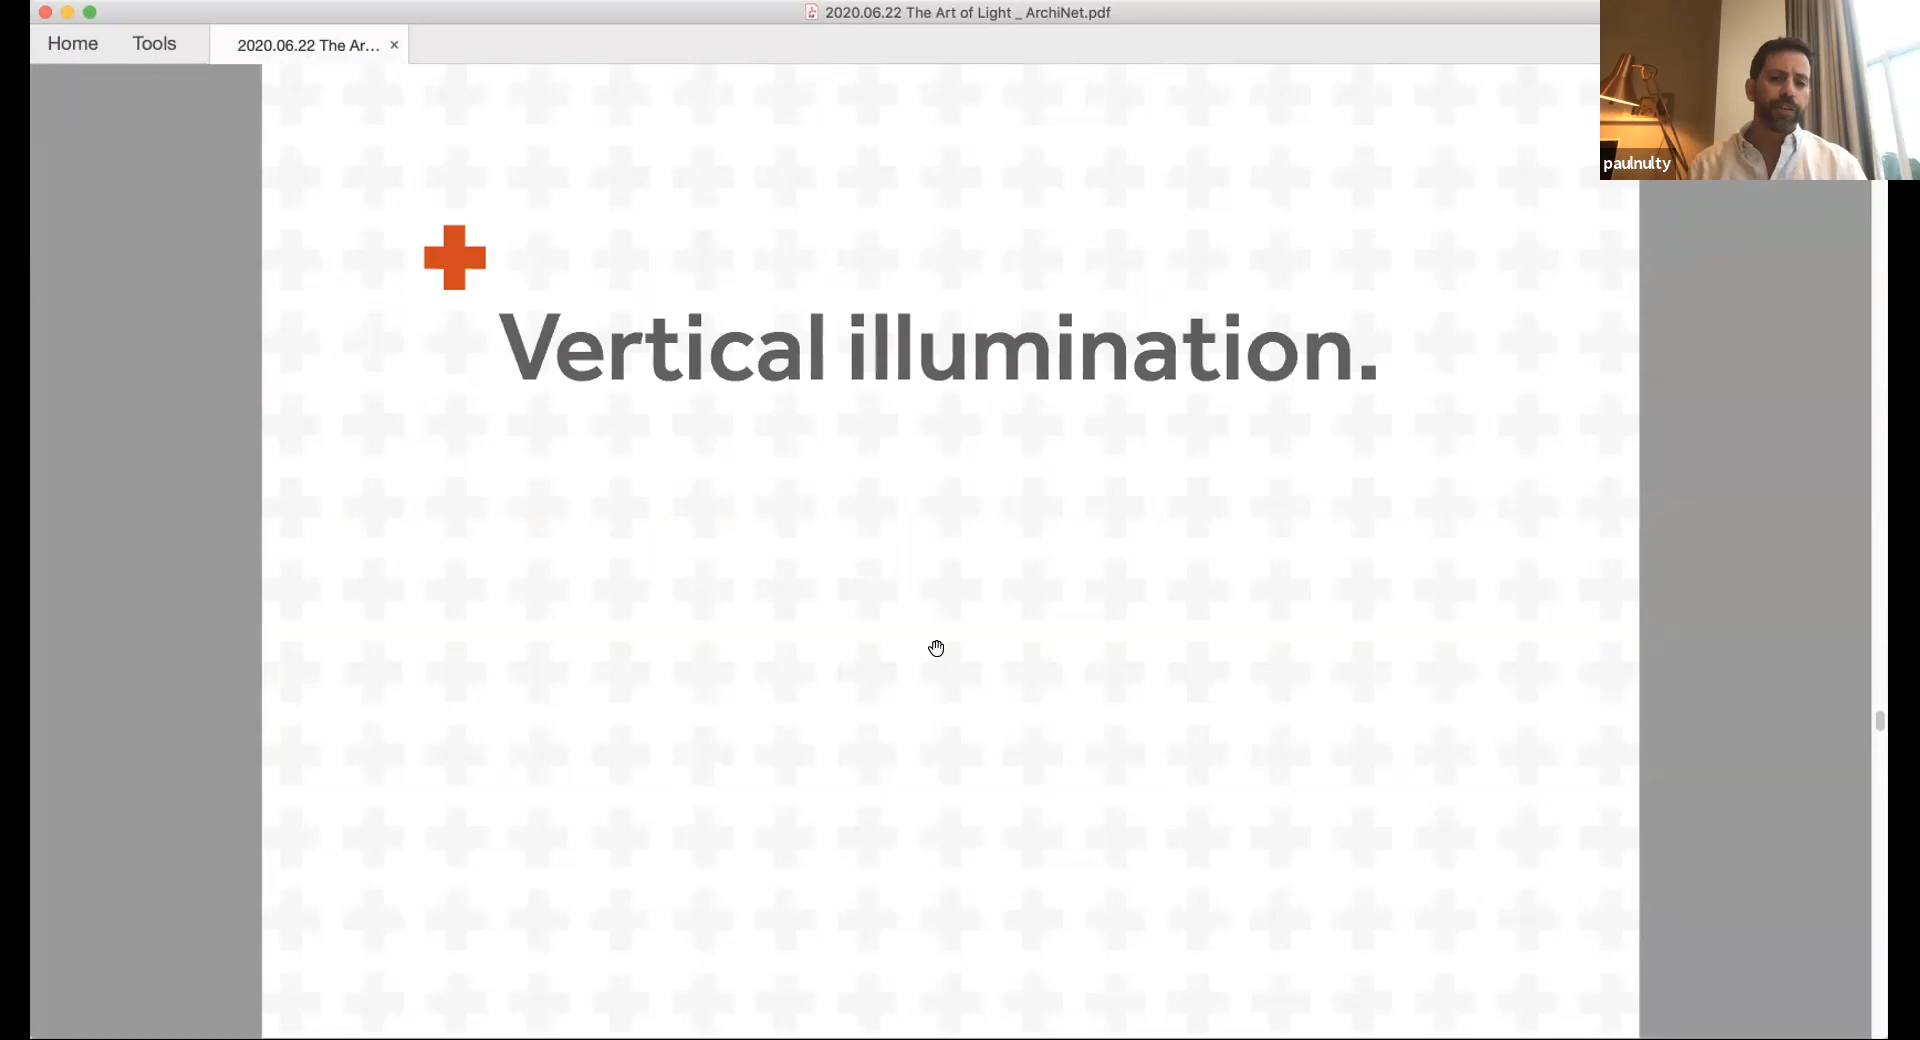 2020.06.22 The Art of Light _ ArchiNet.pdf
Home
Tools
2020.06.22 The Ar...
paulnulty
Vertical illumination.